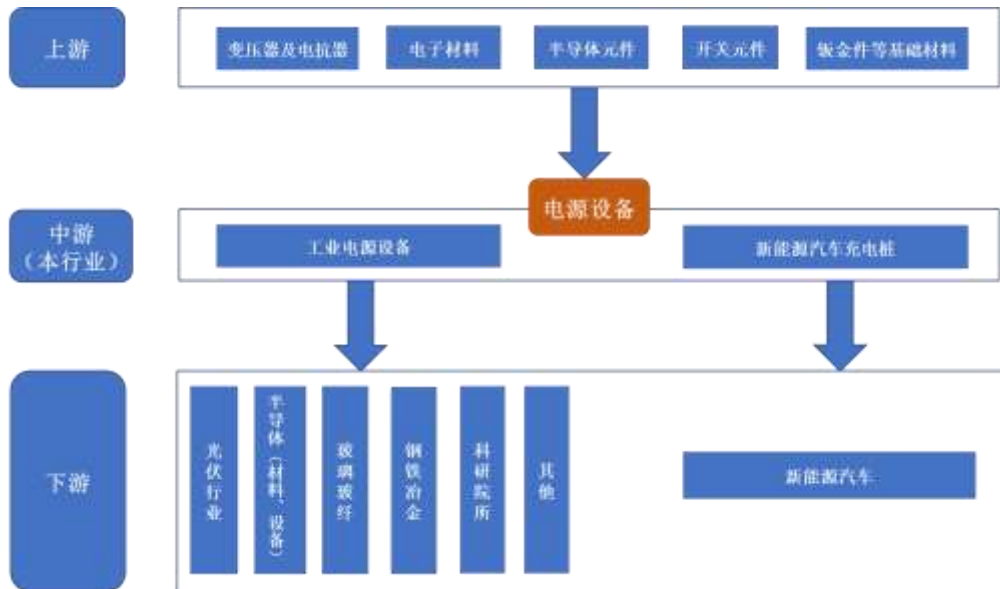 上游
变压器及电抗器
电子材料
半导体元件
开关元件
钣金件等基础材料
电源设备
中游
（本行业）
工业电源设备
新能源汽车充电桩
下游
光伏行业
半导体（材料、设备）
玻璃玻纤
钢铁冶金
科研院所
其他
新能源汽车